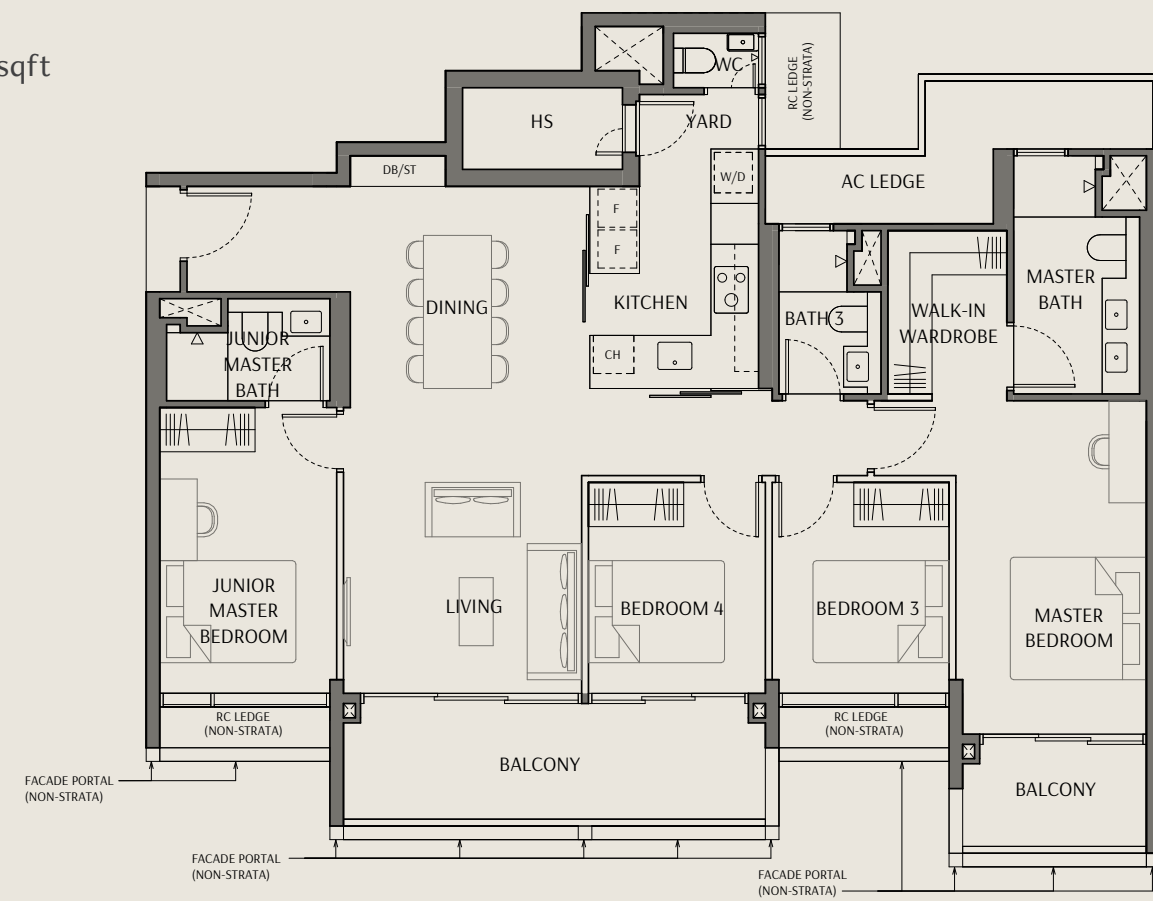 sqft
WC
RC LEDGE
(NON-STRATA)
HS
YARD
DB/ST
W/D
AC LEDGE
F
F
DINING
KITCHEN
CH
BATH 3
WALK-IN
WARDROBE
MASTER
BATH
JUNIOR
MASTER
BATH
JUNIOR
MASTER
BEDROOM
LIVING
BEDROOM 4
BEDROOM 3
MASTER
BEDROOM
RC LEDGE
(NON-STRATA)
RC LEDGE
(NON-STRATA)
BALCONY
BALCONY
FACADE PORTAL
(NON-STRATA)
FACADE PORTAL
(NON-STRATA)
FACADE PORTAL
(NON-STRATA)